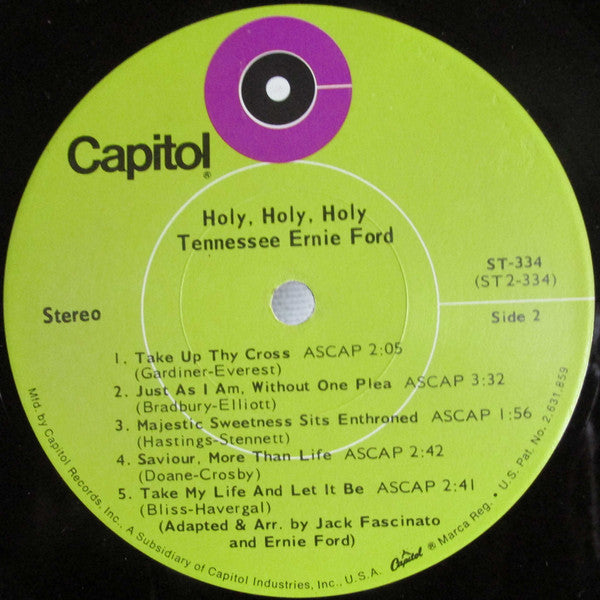 Capitol®
Holy, Holy, Holy
Tennessee Ernie Ford
ST-334
(ST2-334)
Stereo
Side 2
1. Take Up Thy Cross ASCAP 2:05
(Gardiner-Everest)
2. Just As I Am, Without One Plea ASCAP 3:32
(Bradbury-Elliott)
3. Majestic Sweetness Sits Enthroned ASCAP 1:56
(Hastings-Stennett)
4. Saviour, More Than Life ASCAP 2:42
(Doane-Crosby)
5. Take My Life And Let It Be ASCAP 2:41
(Bliss-Havergal)
(Adapted & Arr. by Jack Fascinato
and Ernie Ford)
Mfd. by Capitol Records, Inc., A Subsidiary of Capitol Industries, Inc., U.S.A. Capitol ® Marca Reg. • U.S. Pat. No. 2,631,859